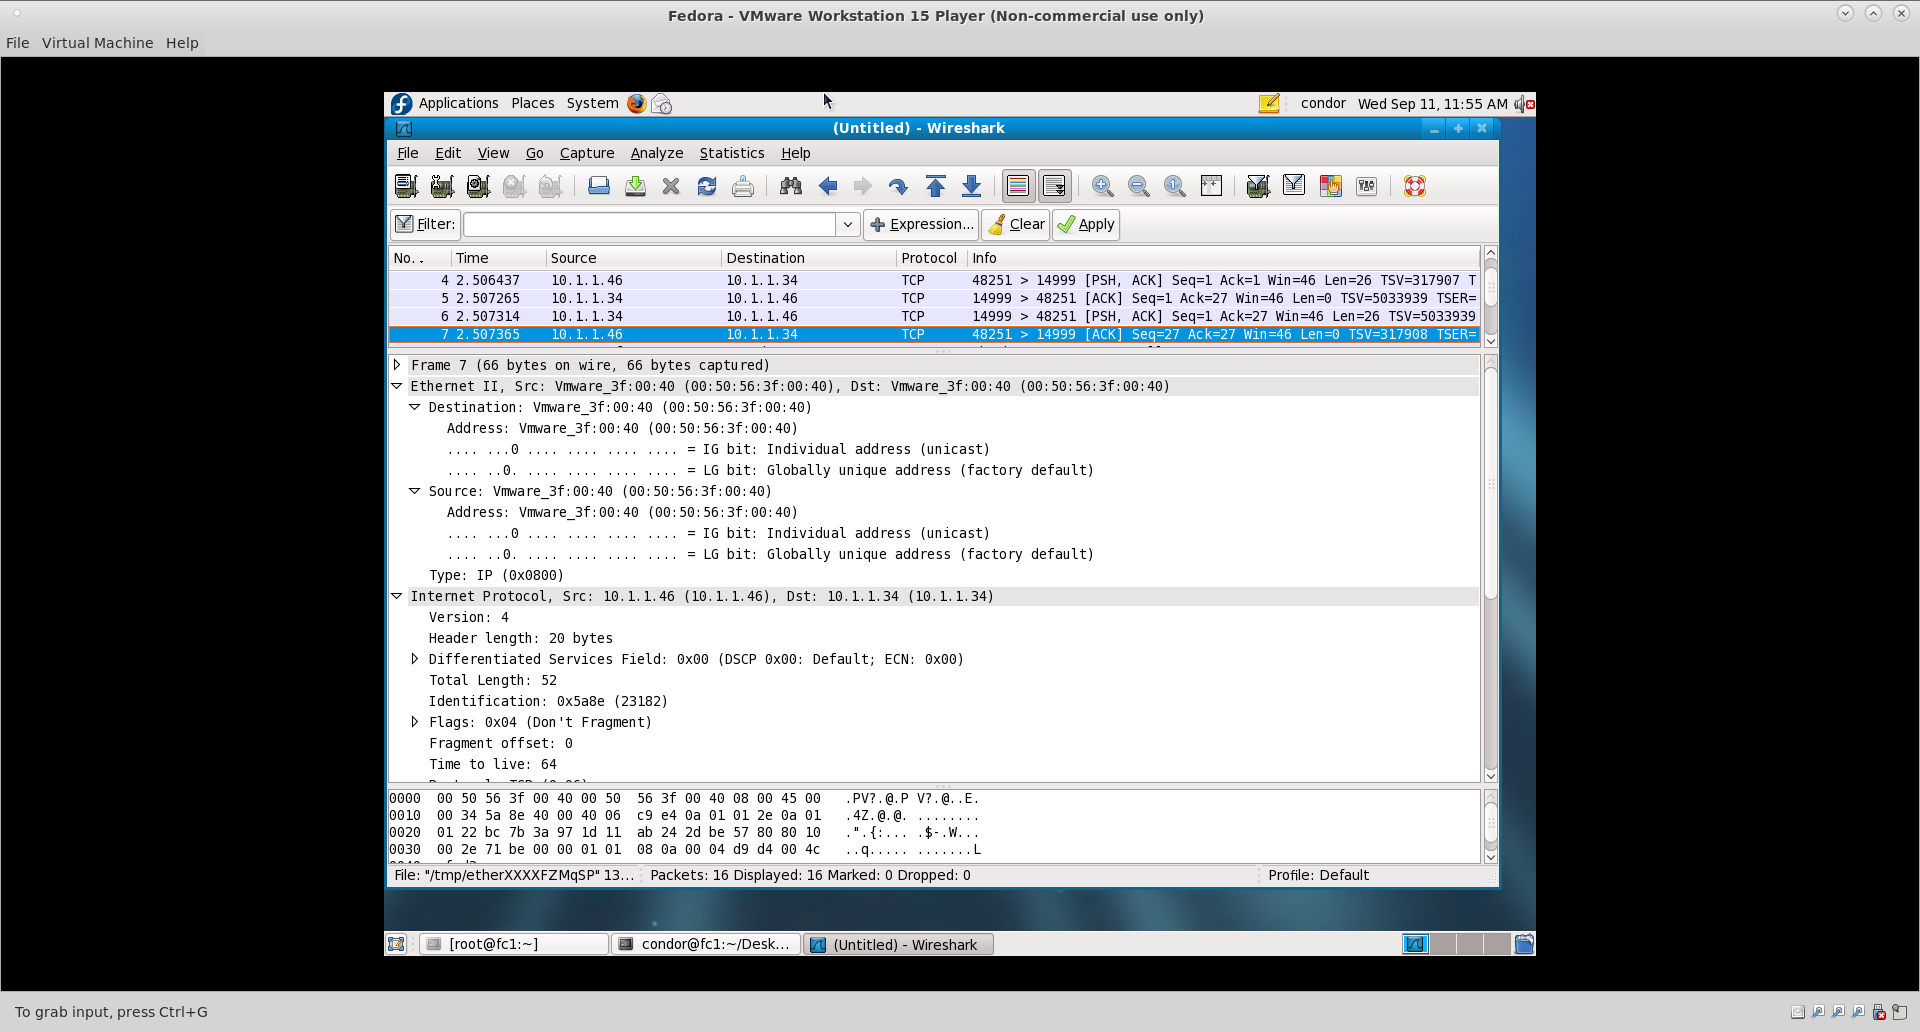 Fedora - VMware Workstation 15 Player (Non-commercial use only)
File Virtual Machine Help
Applications Places System condor Wed Sep 11, 11:55 AM
(Untitled) - Wireshark
File Edit View Go Capture Analyze Statistics Help
Filter: Expression... Clear Apply
No. . Time Source Destination Protocol Info
4 2.506437 10.1.1.46 10.1.1.34 TCP 48251 > 14999 [PSH, ACK] Seq=1 Ack=1 Win=46 Len=26 TSV=317907 T
5 2.507265 10.1.1.34 10.1.1.46 TCP 14999 > 48251 [ACK] Seq=1 Ack=27 Win=46 Len=0 TSV=5033939 TSER=
6 2.507314 10.1.1.34 10.1.1.46 TCP 14999 > 48251 [PSH, ACK] Seq=1 Ack=27 Win=46 Len=26 TSV=5033939
7 2.507365 10.1.1.46 10.1.1.34 TCP 48251 > 14999 [ACK] Seq=27 Ack=27 Win=46 Len=0 TSV=317908 TSER=
Frame 7 (66 bytes on wire, 66 bytes captured)
Ethernet II, Src: Vmware_3f:00:40 (00:50:56:3f:00:40), Dst: Vmware_3f:00:40 (00:50:56:3f:00:40)
Destination: Vmware_3f:00:40 (00:50:56:3f:00:40)
Address: Vmware_3f:00:40 (00:50:56:3f:00:40)
.... ...0 .... .... .... .... = IG bit: Individual address (unicast)
.... ..0. .... .... .... .... = LG bit: Globally unique address (factory default)
Source: Vmware_3f:00:40 (00:50:56:3f:00:40)
Address: Vmware_3f:00:40 (00:50:56:3f:00:40)
.... ...0 .... .... .... .... = IG bit: Individual address (unicast)
.... ..0. .... .... .... .... = LG bit: Globally unique address (factory default)
Type: IP (0x0800)
Internet Protocol, Src: 10.1.1.46 (10.1.1.46), Dst: 10.1.1.34 (10.1.1.34)
Version: 4
Header length: 20 bytes
Differentiated Services Field: 0x00 (DSCP 0x00: Default; ECN: 0x00)
Total Length: 52
Identification: 0x5a8e (23182)
Flags: 0x04 (Don't Fragment)
Fragment offset: 0
Time to live: 64
0000 00 50 56 3f 00 40 00 50 56 3f 00 40 08 00 45 00 .PV?.@.P V?.@..E.
0010 00 34 5a 8e 40 00 40 06 c9 e4 0a 01 01 2e 0a 01 .4Z.@.@. ........
0020 01 22 bc 7b 3a 97 1d 11 ab 24 2d be 57 80 80 10 .".{:... .$-.W...
0030 00 2e 71 be 00 00 01 01 08 0a 00 04 d9 d4 00 4c ..q..... .......L
File: "/tmp/etherXXXXFZMqSP" 13... Packets: 16 Displayed: 16 Marked: 0 Dropped: 0 Profile: Default
[root@fc1:~] condor@fc1:~/Desk... (Untitled) - Wireshark
To grab input, press Ctrl+G